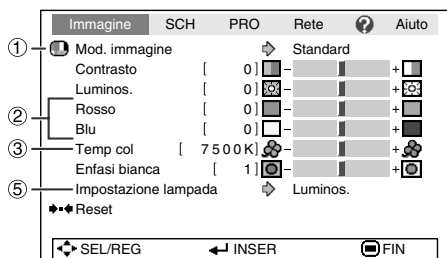 Immagine SCH PRO Rete ? Aiuto
① Mod. immagine Standard
Contrasto [ 0] - +
Luminos. [ 0] - +
② Rosso [ 0] - +
Blu [ 0] - +
③ Temp col [ 7500K] - +
Enfasi bianca [ 1] - +
⑤ Impostazione lampada Luminos.
Reset
SEL/REG INSER FIN